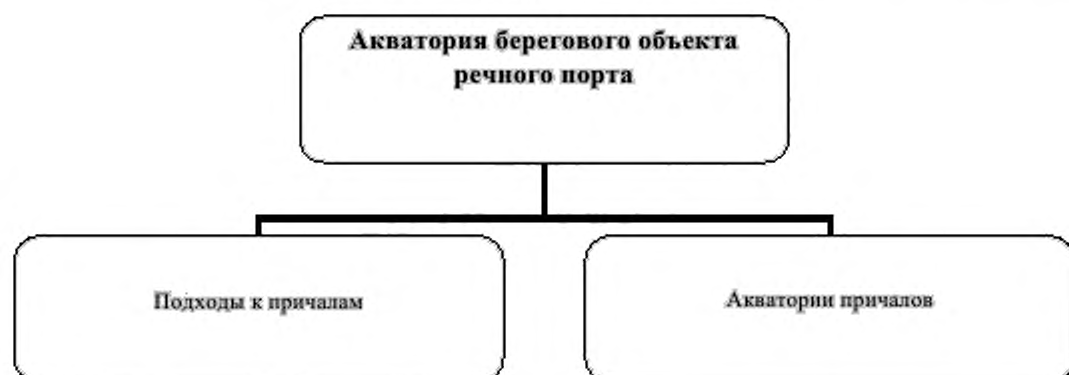 Акватория берегового объекта
речного порта
Подходы к причалам
Акватории причалов